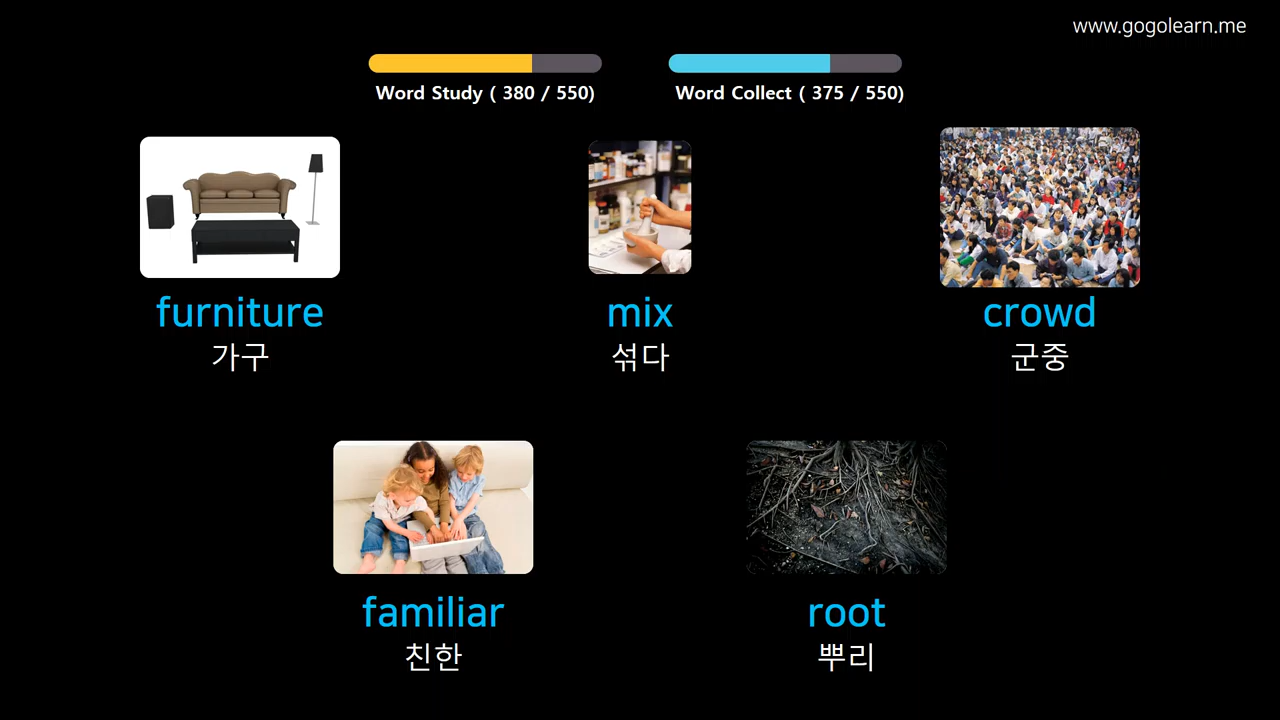 www.gogolearn.me
Word Study ( 380 / 550)
Word Collect ( 375 / 550)
furniture
가구
mix
섞다
crowd
군중
familiar
친한
root
뿌리